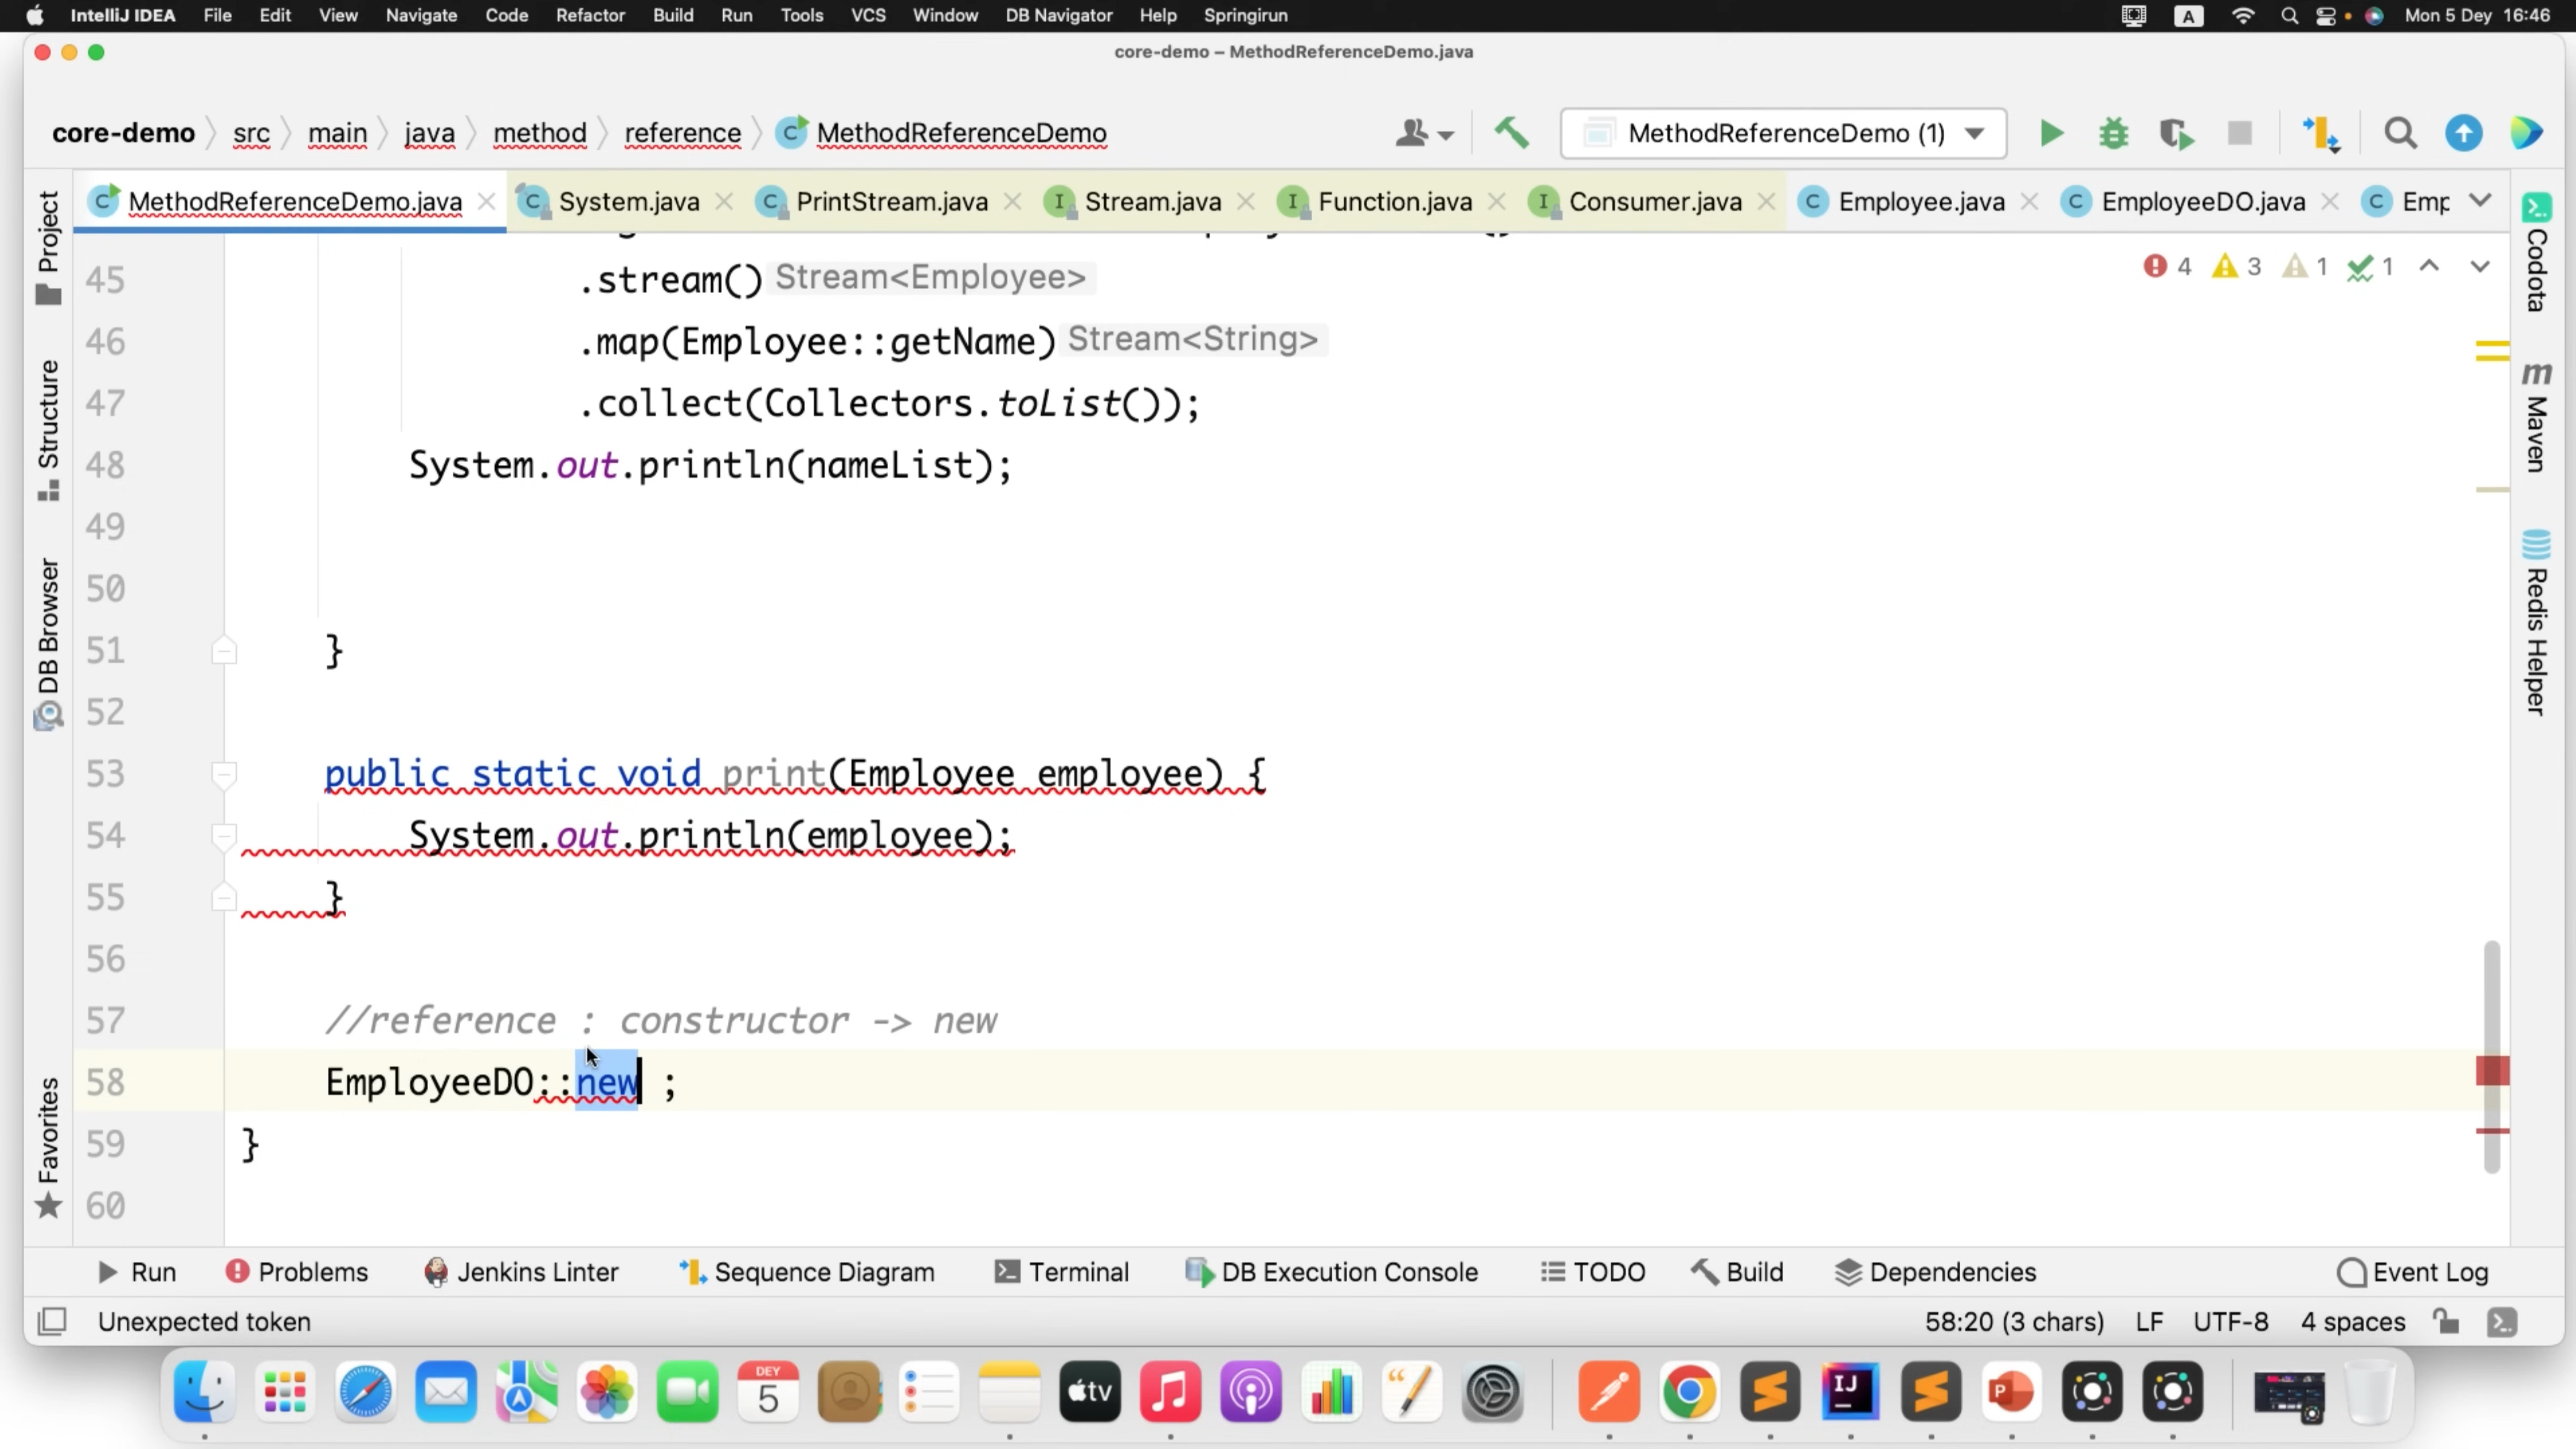 IntelliJ IDEA File Edit View Navigate Code Refactor Build Run Tools VCS Window DB Navigator Help Springirun A Mon 5 Dey 16:46
core-demo – MethodReferenceDemo.java
core-demo src main java method reference C MethodReferenceDemo MethodReferenceDemo (1)
C MethodReferenceDemo.java C System.java C PrintStream.java I Stream.java I Function.java I Consumer.java C Employee.java C EmployeeDO.java C Emp
Project
Structure
DB Browser
Favorites
4 3 1 1
45 .stream() Stream<Employee>
46 .map(Employee::getName) Stream<String>
47 .collect(Collectors.toList());
48 System.out.println(nameList);
49
50
51 }
52
53 public static void print(Employee employee) {
54 System.out.println(employee);
55 }
56
57 //reference : constructor -> new
58 EmployeeDO::new ;
59 }
60
Codota
m Maven
Redis Helper
Run Problems Jenkins Linter Sequence Diagram Terminal DB Execution Console TODO Build Dependencies Event Log
Unexpected token 58:20 (3 chars) LF UTF-8 4 spaces
DEY
5
tv
IJ
P